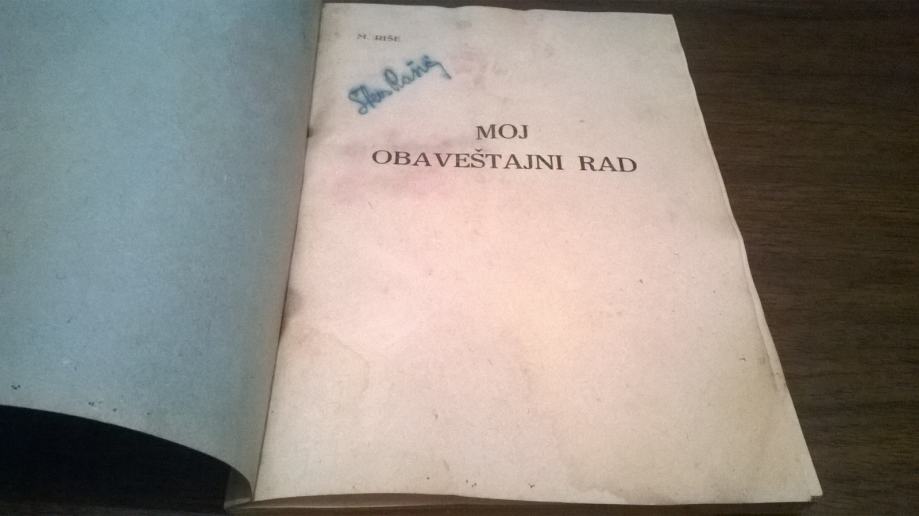 M. RIŠE
MOJ
OBAVEŠTAJNI RAD